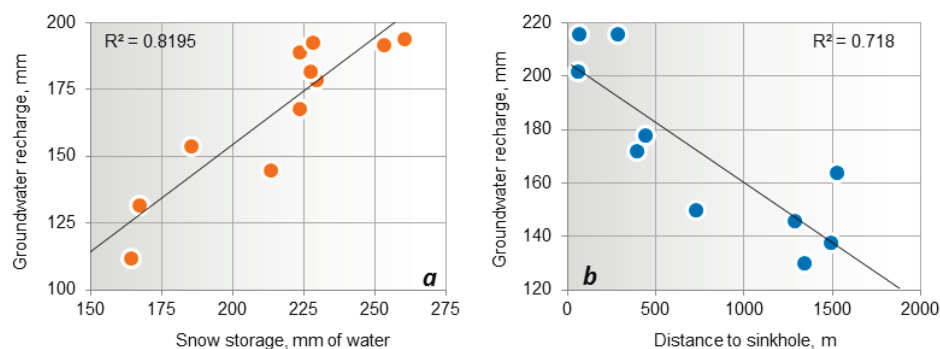 200
175
150
125
100
Groundwater recharge, mm
R² = 0.8195
a
150 175 200 225 250 275
Snow storage, mm of water
220
200
180
160
140
120
Groundwater recharge, mm
R² = 0.718
b
0 500 1000 1500 2000
Distance to sinkhole, m